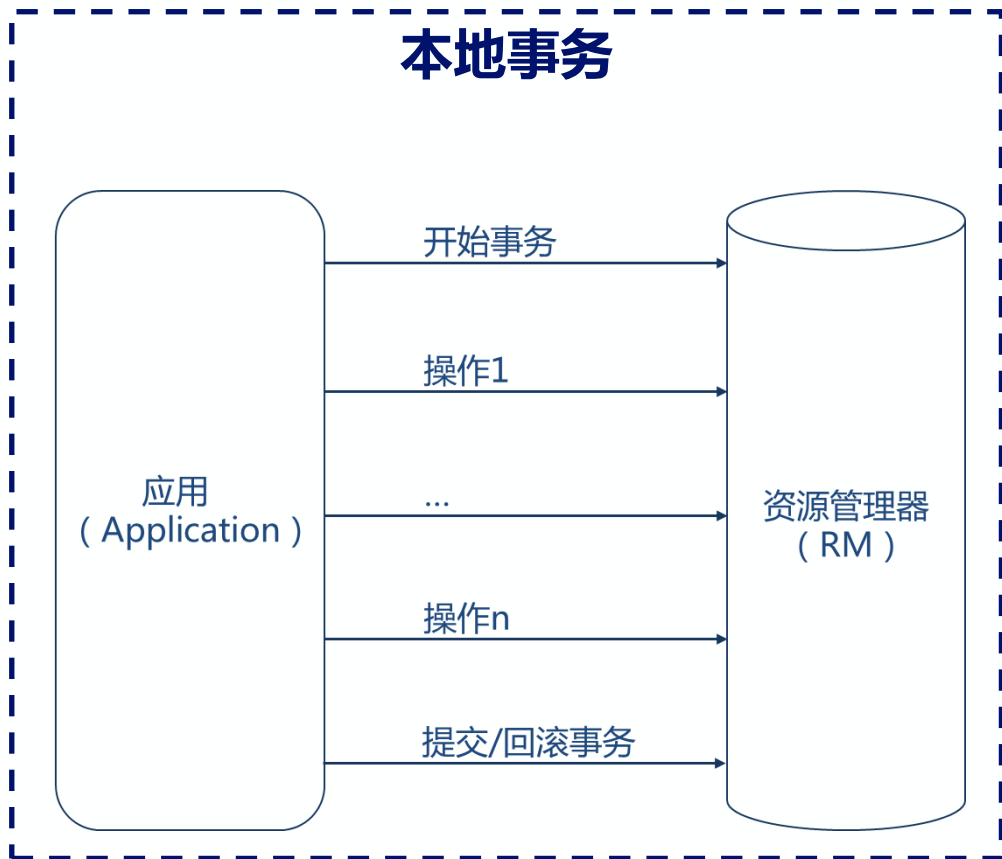 本地事务
开始事务
操作1
...
操作n
提交/回滚事务
应用
（Application）
资源管理器
（RM）